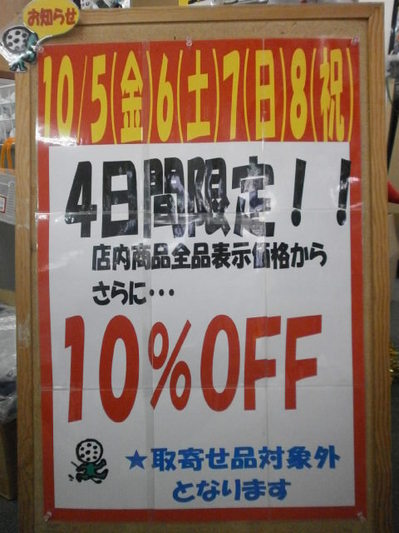 お知らせ
10/5(金)6(土)7(日)8(祝)
4日間限定!!
店内商品全品表示価格から
さらに・・・
10%OFF
★取寄せ品対象外
となります